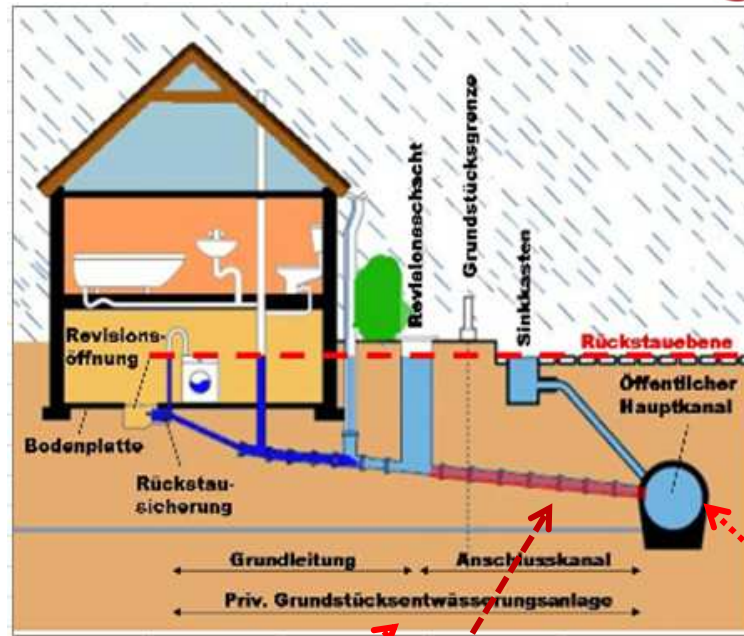 Revisionsschacht
Grundstücksgrenze
Sinkkasten
Rückstauebene
Revisions-
öffnung
Öffentlicher
Hauptkanal
Bodenplatte
Rückstau-
sicherung
Grundleitung
Anschlusskanal
Priv. Grundstücksentwässerungsanlage